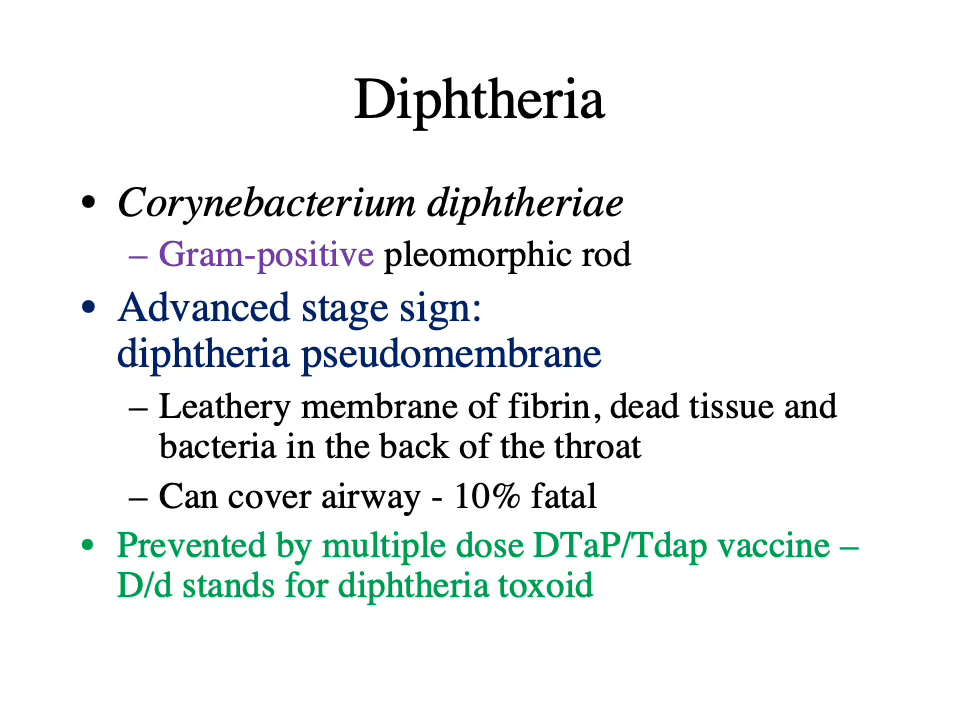 Diphtheria
• Corynebacterium diphtheriae
– Gram-positive pleomorphic rod
• Advanced stage sign:
diphtheria pseudomembrane
– Leathery membrane of fibrin, dead tissue and
bacteria in the back of the throat
– Can cover airway - 10% fatal
• Prevented by multiple dose DTaP/Tdap vaccine –
D/d stands for diphtheria toxoid